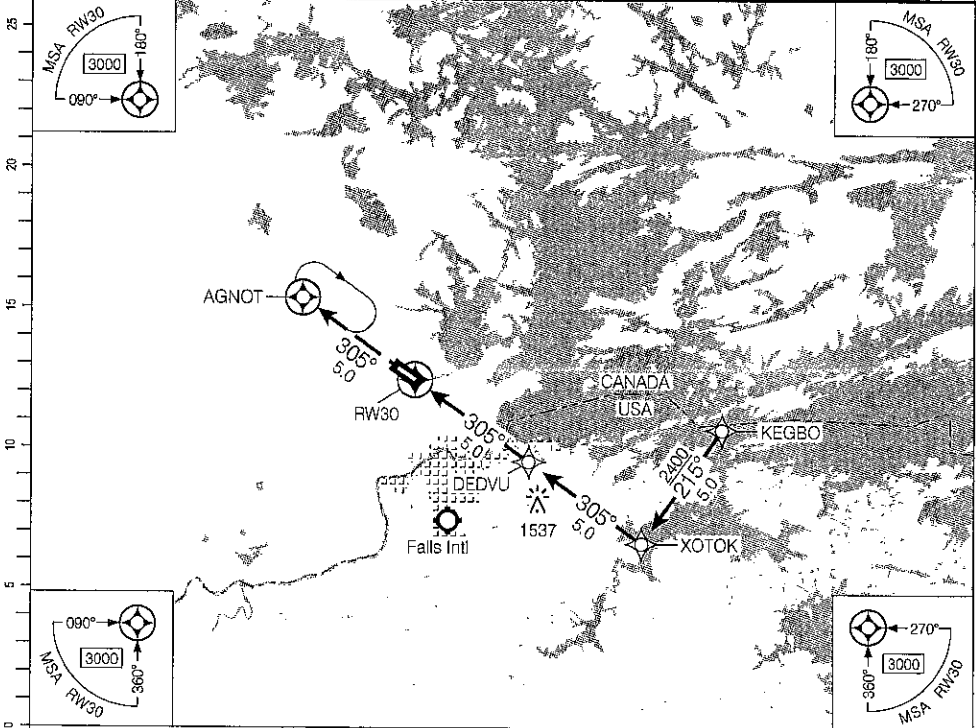 MSA RW30
3000
180°
090°
MSA RW30
180°
3000
270°
25
20
15
10
5
0
AGNOT
305°
5.0
RW30
CANADA
USA
KEGBO
2400
215°
5.0
305°
5.0
DEDVU
305°
5.0
1537
XOTOK
Falls Intl
090°
3000
360°
MSA RW30
270°
3000
360°
MSA RW30